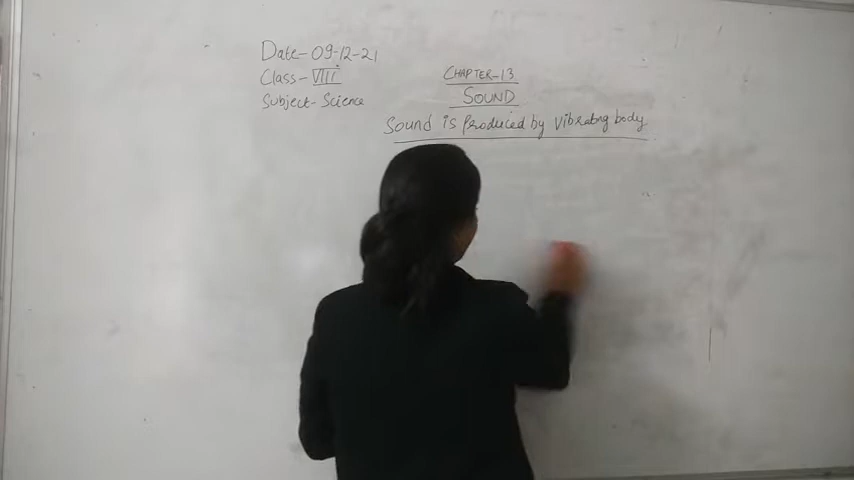 Date-09-12-21
Class-VIII
Subject-Science
CHAPTER-13
SOUND
Sound is Produced by vibrating body